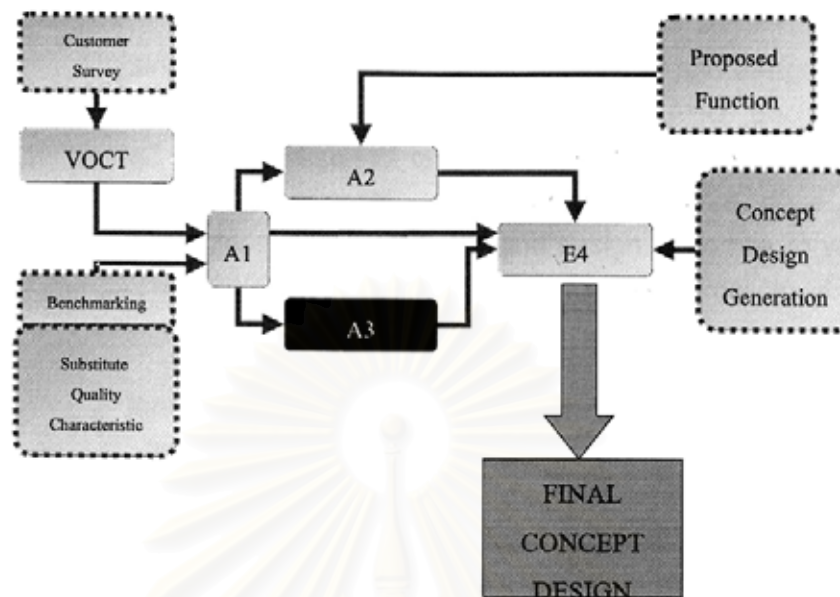 Customer
Survey
Proposed
Function
VOCT
A2
Concept
Design
Generation
A1
E4
Benchmarking
A3
Substitute
Quality
Characteristic
FINAL
CONCEPT
DESIGN